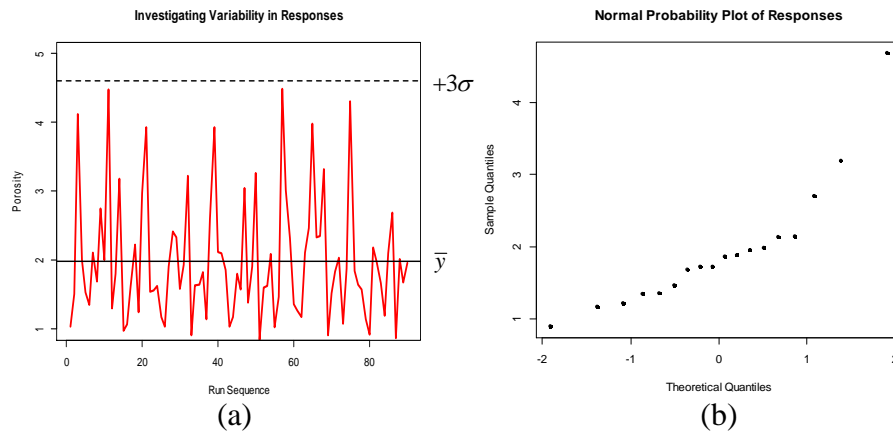 Investigating Variability in Responses
5
4
3
2
1
Porosity
0 20 40 60 80
Run Sequence
+3σ
y̅
(a)
Normal Probability Plot of Responses
4
3
2
1
Sample Quantiles
-2 -1 0 1 2
Theoretical Quantiles
(b)